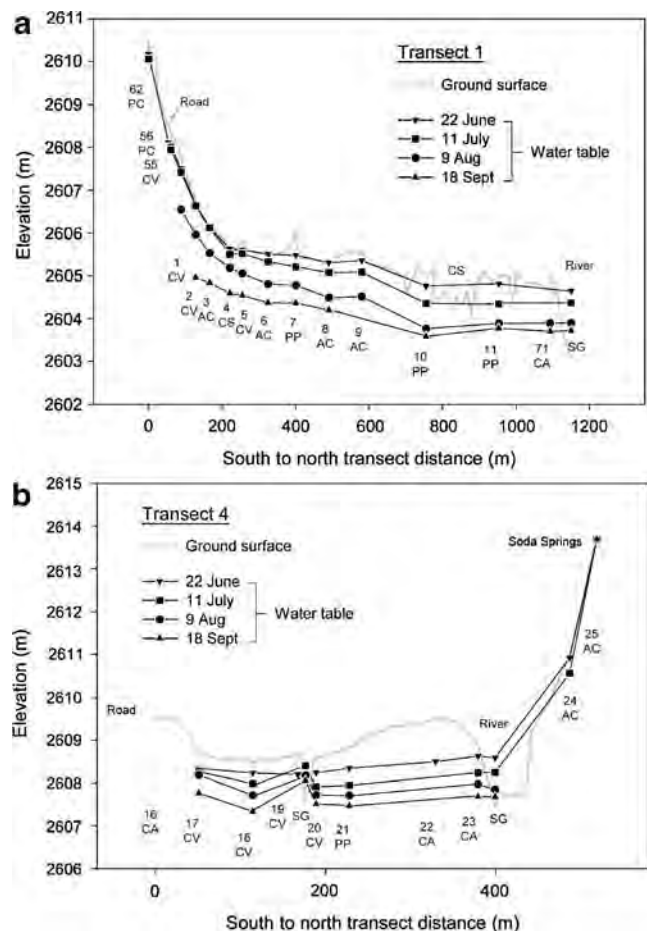 a
Transect 1
Ground surface
22 June
11 July
9 Aug
18 Sept
Water table
Elevation (m)
2610
2609
2608
2607
2606
2605
2604
2603
2602
62
PC
Road
56
PC
55
CV
1
CV
2
CV
3
AC
4
CS
5
CV
6
AC
7
PP
8
AC
9
AC
10
PP
11
PP
71
CA
SG
CS
River
0
200
400
600
800
1000
1200
South to north transect distance (m)
b
Transect 4
Ground surface
22 June
11 July
9 Aug
18 Sept
Water table
Elevation (m)
2615
2614
2613
2612
2611
2610
2609
2608
2607
2606
Soda Springs
25
AC
24
AC
Road
River
16
CA
17
CV
16
CV
19
CV
SG
20
CV
21
PP
22
CA
23
CA
SG
0
200
400
South to north transect distance (m)